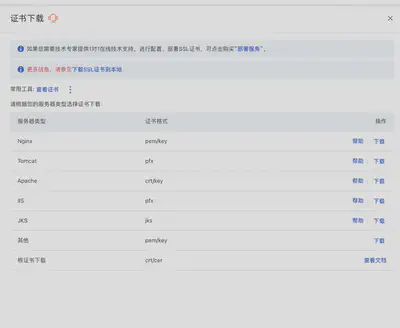 证书下载
如果您需要技术专家提供1对1在线技术支持，进行配置、部署SSL证书，可点击购买"部署服务"。
更多信息，请参见下载SSL证书到本地
常用工具: 查看证书
请根据您的服务器类型选择证书下载:
服务器类型 证书格式 操作
Nginx pem/key 帮助 下载
Tomcat pfx 帮助 下载
Apache crt/key 帮助 下载
IIS pfx 帮助 下载
JKS jks 帮助 下载
其他 pem/key 下载
根证书下载 crt/cer 查看文档